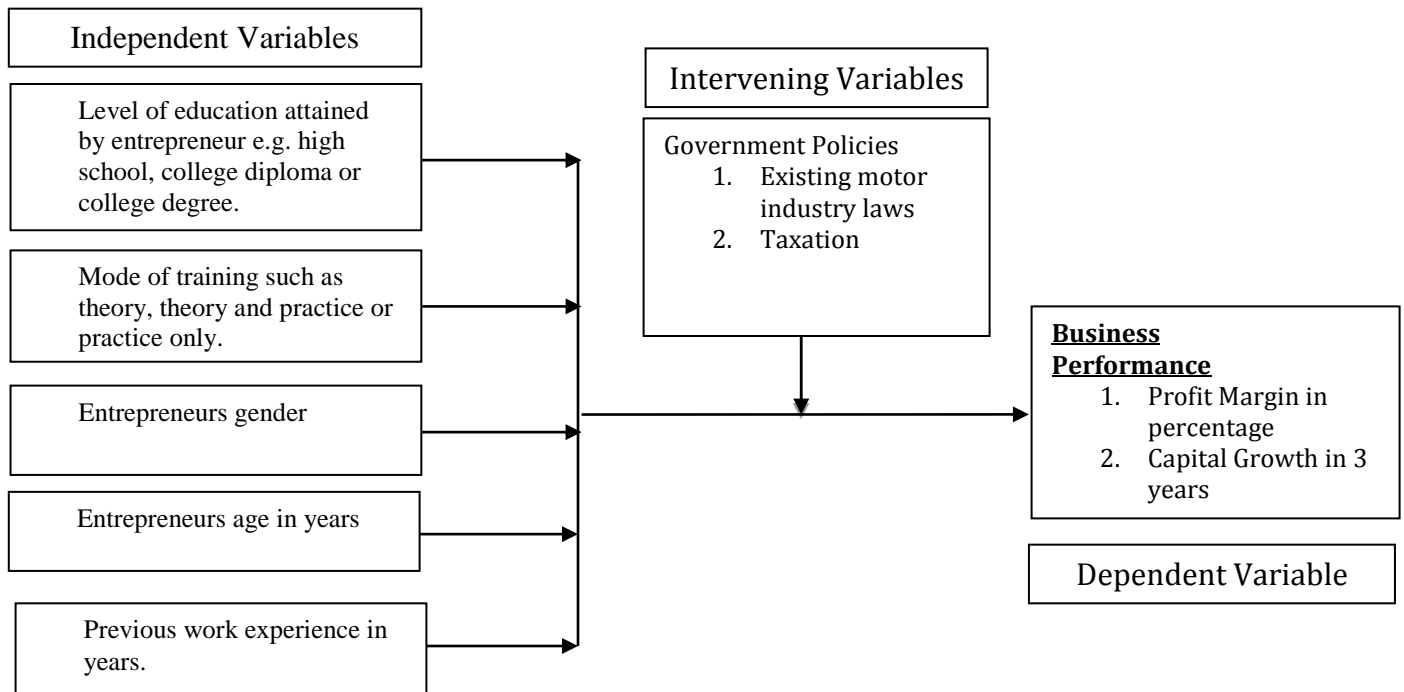 Independent Variables
Level of education attained
by entrepreneur e.g. high
school, college diploma or
college degree.
Mode of training such as
theory, theory and practice or
practice only.
Entrepreneurs gender
Entrepreneurs age in years
Previous work experience in
years.
Intervening Variables
Government Policies
1. Existing motor
industry laws
2. Taxation
Business
Performance
1. Profit Margin in
percentage
2. Capital Growth in 3
years
Dependent Variable